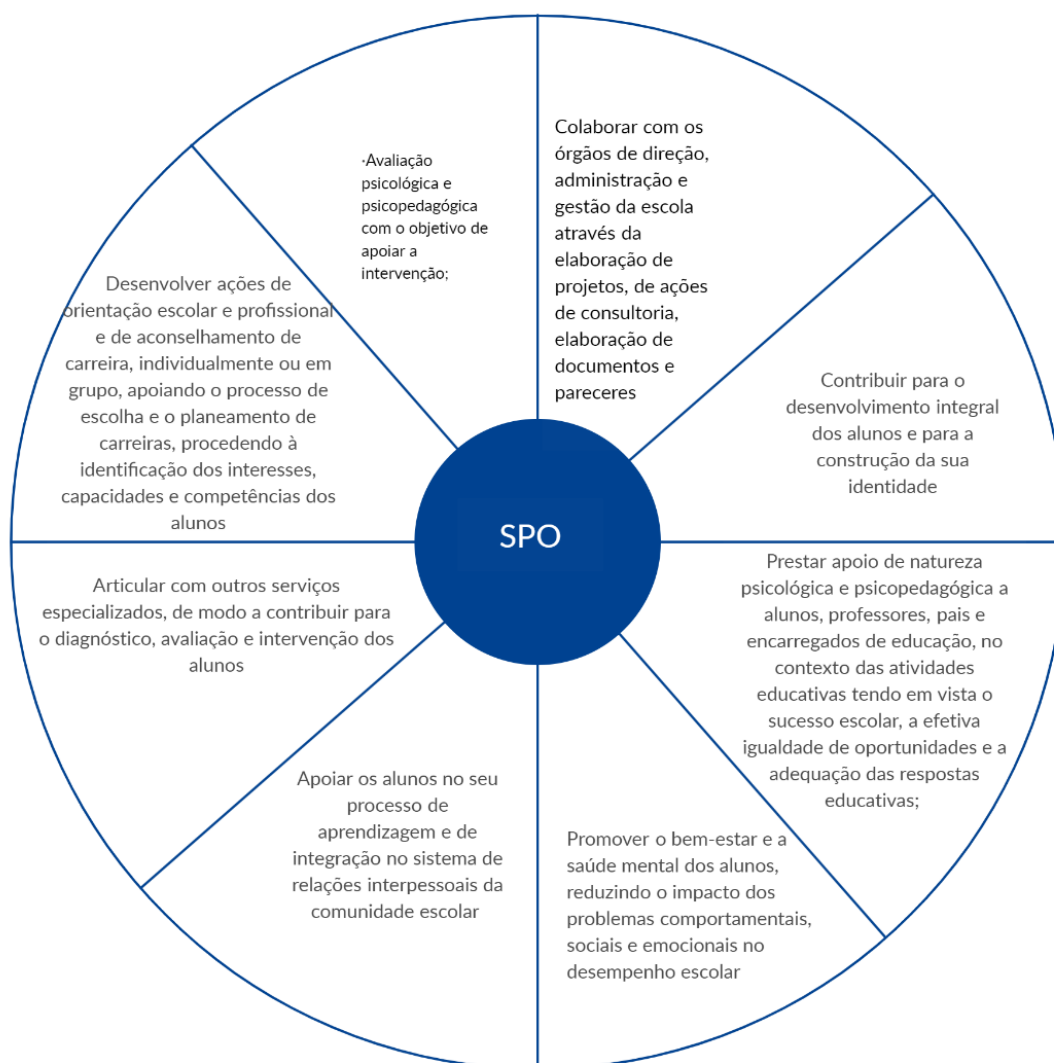 ·Avaliação
psicológica e
psicopedagógica
com o objetivo de
apoiar a
intervenção;
Colaborar com os
órgãos de direção,
administração e
gestão da escola
através da
elaboração de
projetos, de ações
de consultoria,
elaboração de
documentos e
pareceres
Contribuir para o
desenvolvimento integral
dos alunos e para a
construção da sua
identidade
Prestar apoio de natureza
psicológica e psicopedagógica a
alunos, professores, pais e
encarregados de educação, no
contexto das atividades
educativas tendo em vista o
sucesso escolar, a efetiva
igualdade de oportunidades e a
adequação das respostas
educativas;
Promover o bem-estar e a
saúde mental dos alunos,
reduzindo o impacto dos
problemas comportamentais,
sociais e emocionais no
desempenho escolar
Apoiar os alunos no seu
processo de
aprendizagem e de
integração no sistema de
relações interpessoais da
comunidade escolar
Articular com outros serviços
especializados, de modo a contribuir para
o diagnóstico, avaliação e intervenção dos
alunos
Desenvolver ações de
orientação escolar e profissional
e de aconselhamento de
carreira, individualmente ou em
grupo, apoiando o processo de
escolha e o planeamento de
carreiras, procedendo à
identificação dos interesses,
capacidades e competências dos
alunos
SPO